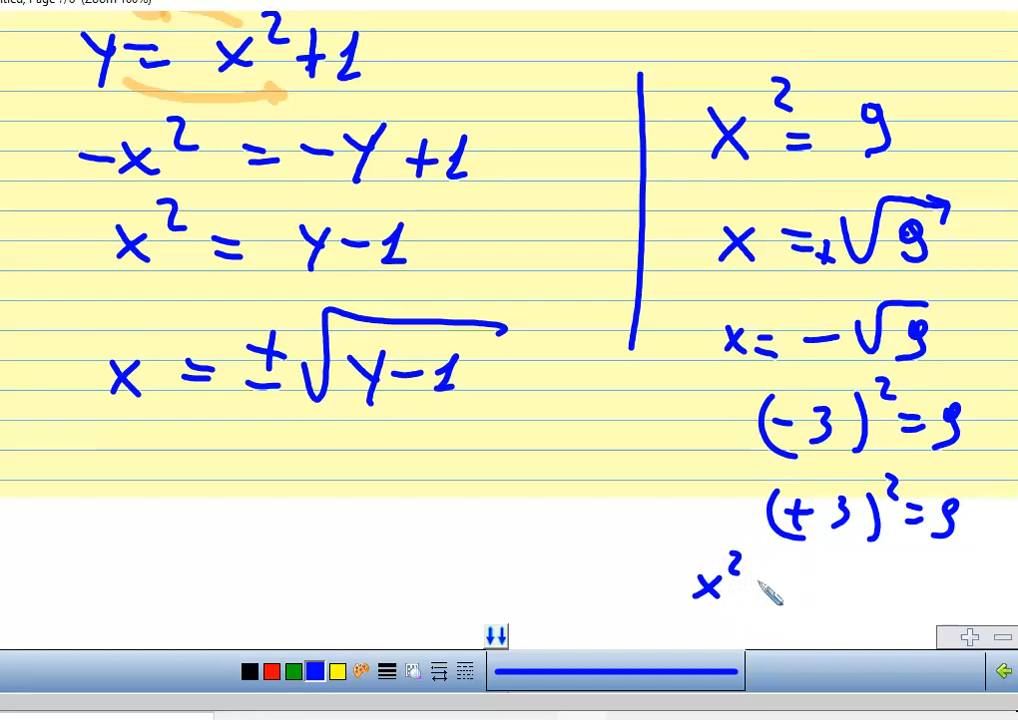 y = x² + 1
-x² = -y + 1
x² = y - 1
x = ± √(y - 1)
x² = 9
x = + √9
x = - √9
(-3)² = 9
(+3)² = 9
x²